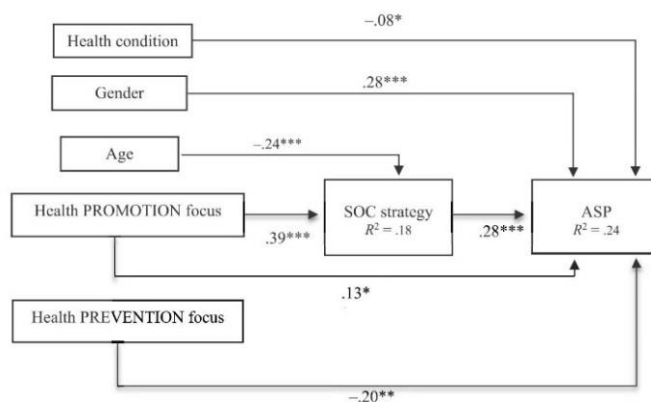 –.08*
Health condition
Gender
.28***
Age
–.24***
Health PROMOTION focus
.39***
SOC strategy
R² = .18
.28***
ASP
R² = .24
.13*
Health PREVENTION focus
–.20**